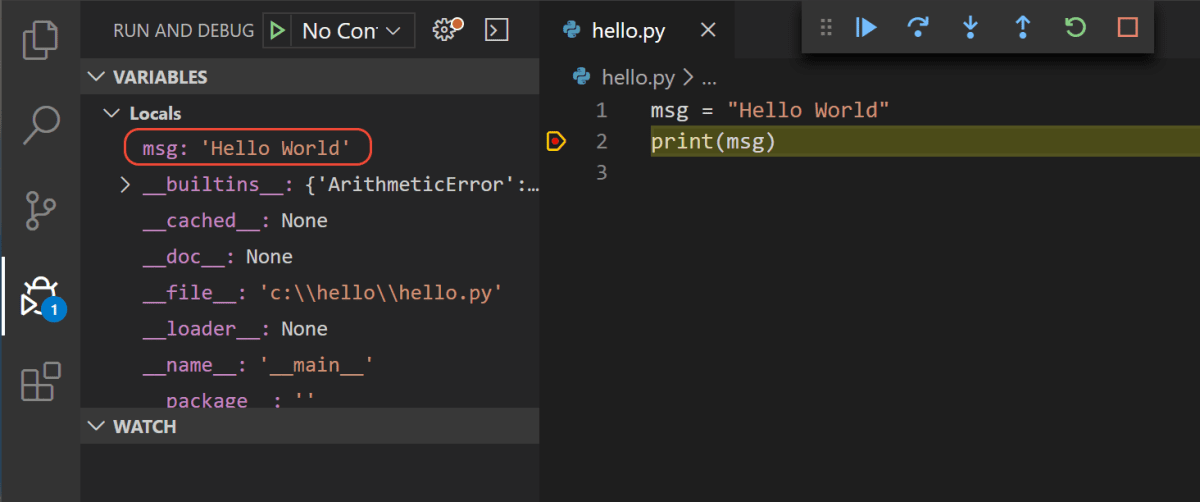 RUN AND DEBUG No Con
VARIABLES
Locals
msg: 'Hello World'
__builtins__: {'ArithmeticError':…
__cached__: None
__doc__: None
__file__: 'c:\\hello\\hello.py'
__loader__: None
__name__: '__main__'
__package__: ''
WATCH
1
hello.py
hello.py > ...
1 msg = "Hello World"
2 print(msg)
3